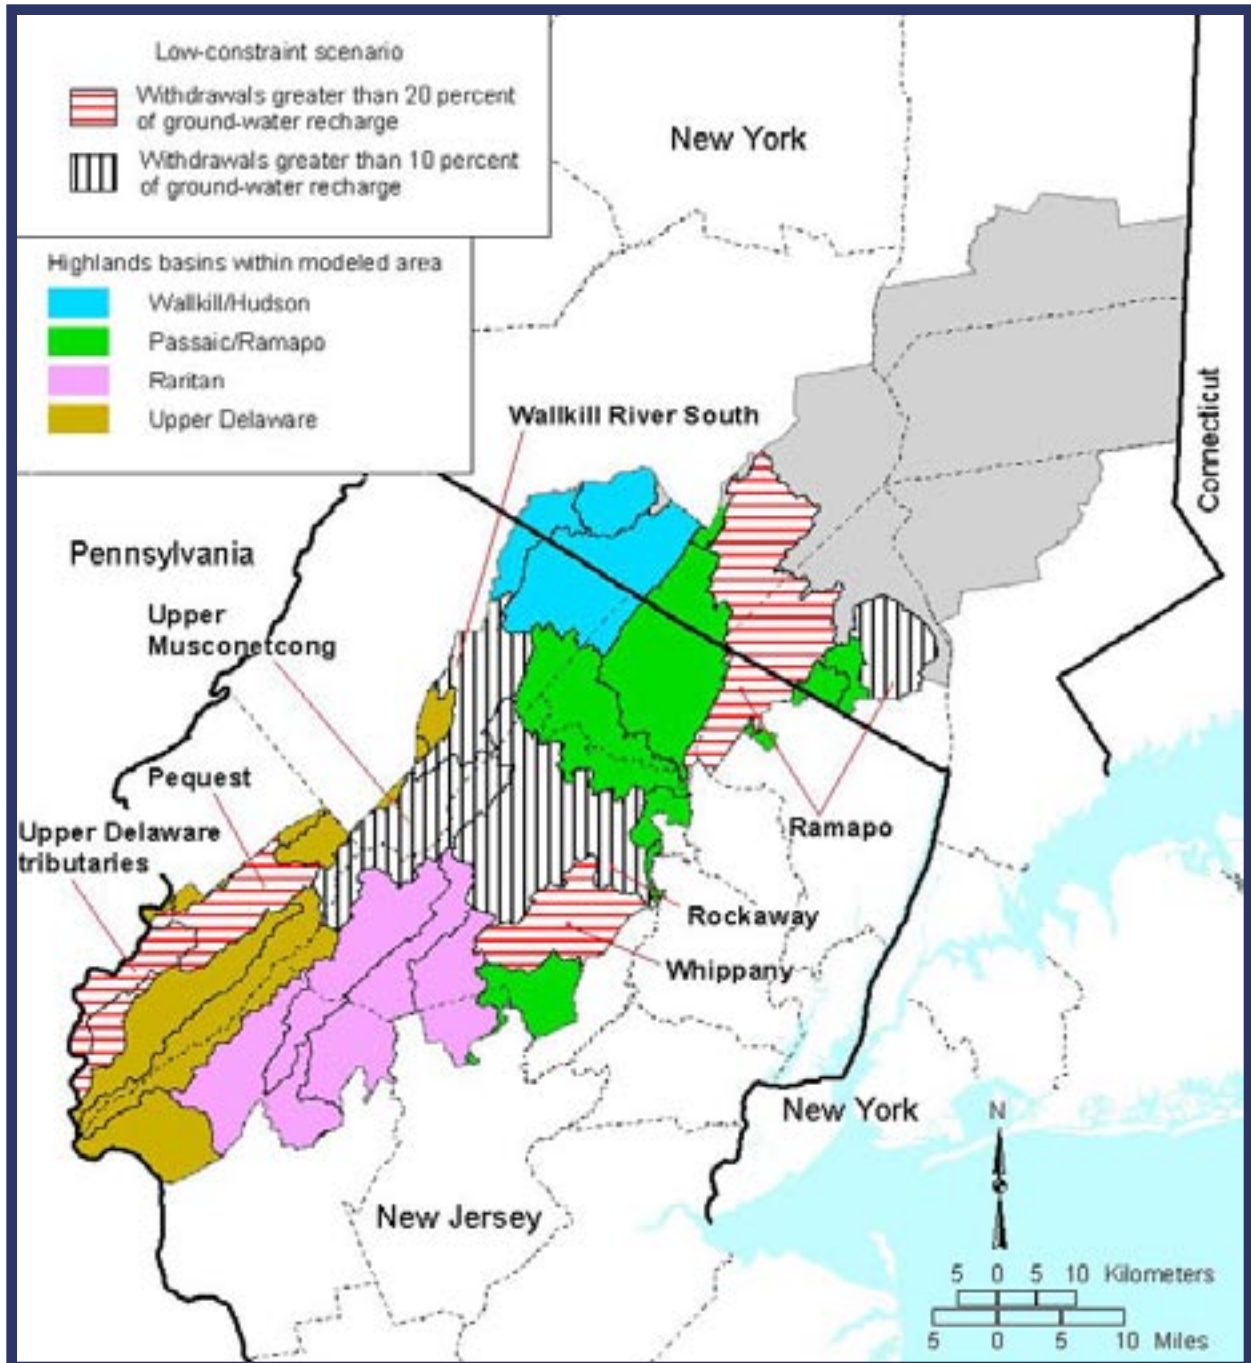 Low-constraint scenario
Withdrawals greater than 20 percent
of ground-water recharge
Withdrawals greater than 10 percent
of ground-water recharge
Highlands basins within modeled area
Wallkill/Hudson
Passaic/Ramapo
Raritan
Upper Delaware
New York
Connecticut
Wallkill River South
Pennsylvania
Upper
Musconetcong
Pequest
Upper Delaware
tributaries
Ramapo
Rockaway
Whippany
New York
New Jersey
N
5 0 5 10 Kilometers
5 0 5 10 Miles